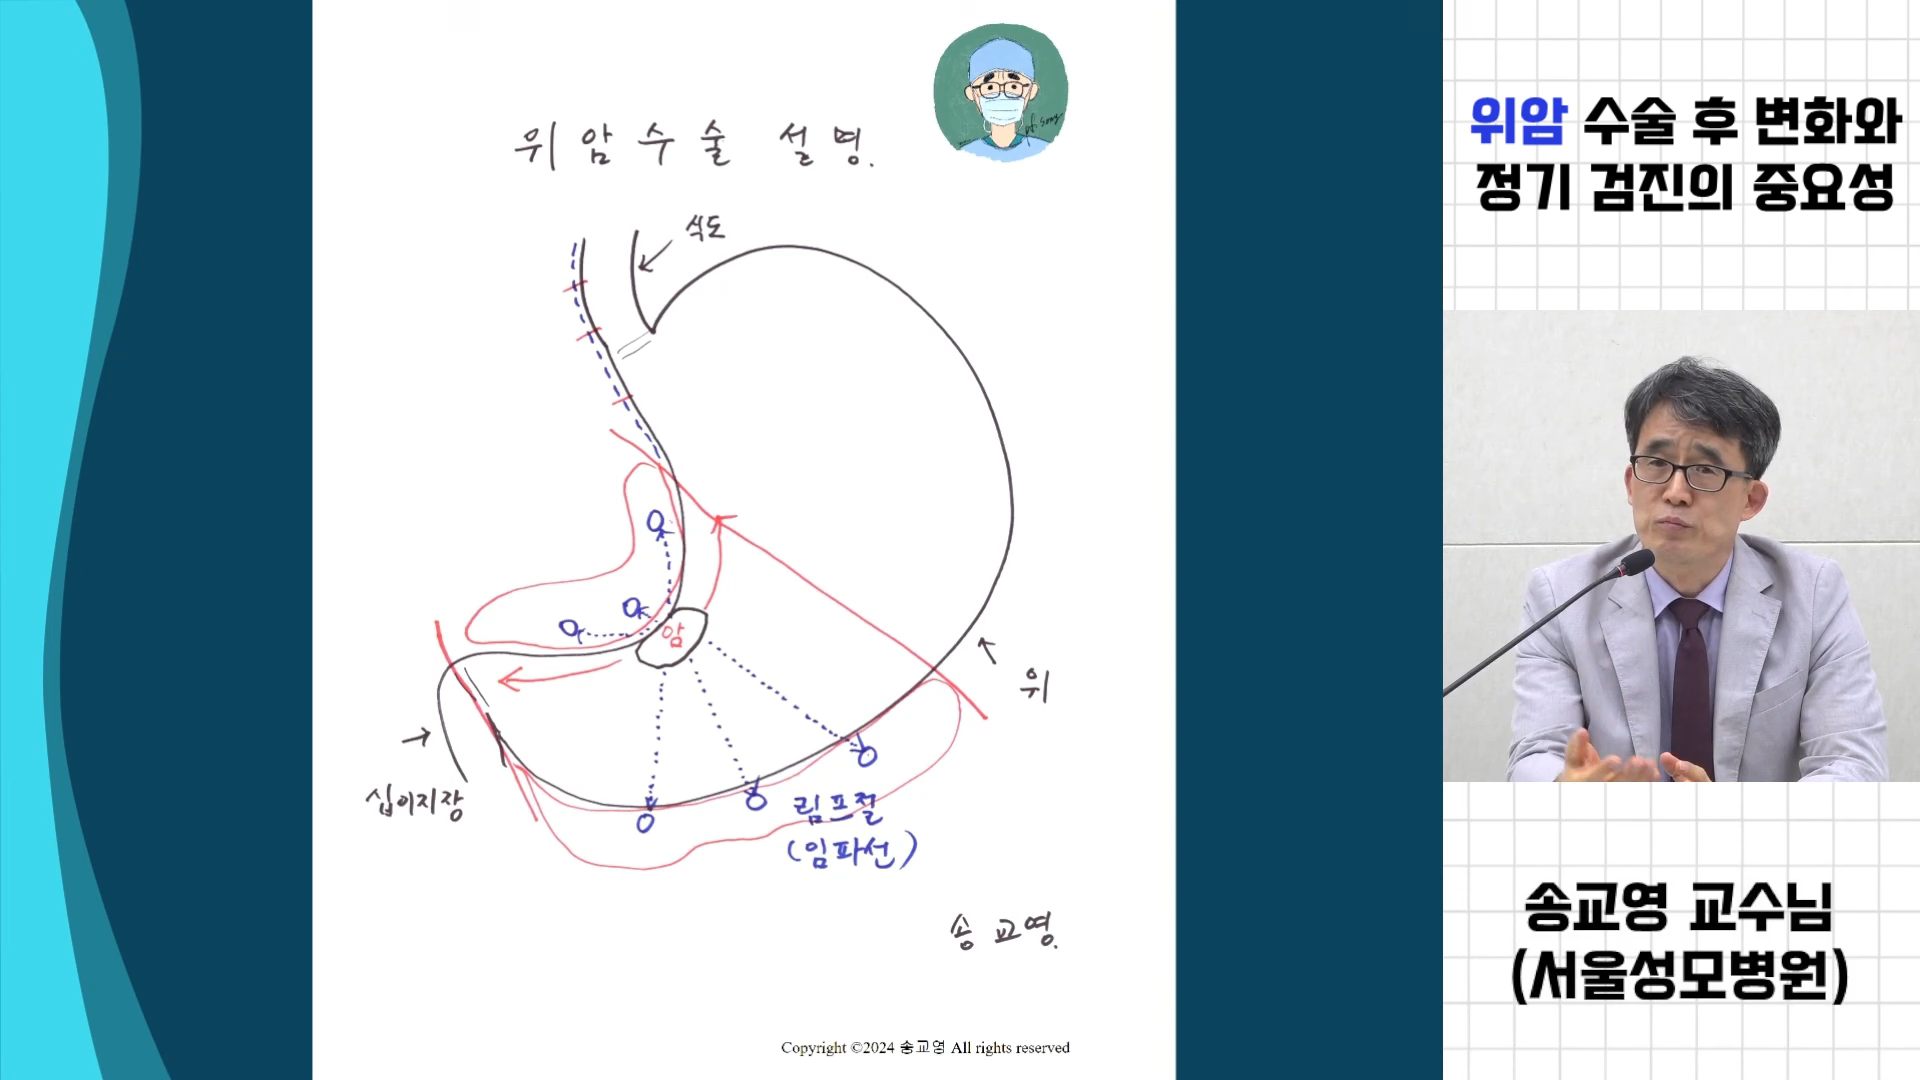 위암수술 설명.
pf. song
식도
암
위
십이지장
림프절
(임파선)
송교영.
Copyright ©2024 송교영 All rights reserved
위암 수술 후 변화와
정기 검진의 중요성
송교영 교수님
(서울성모병원)